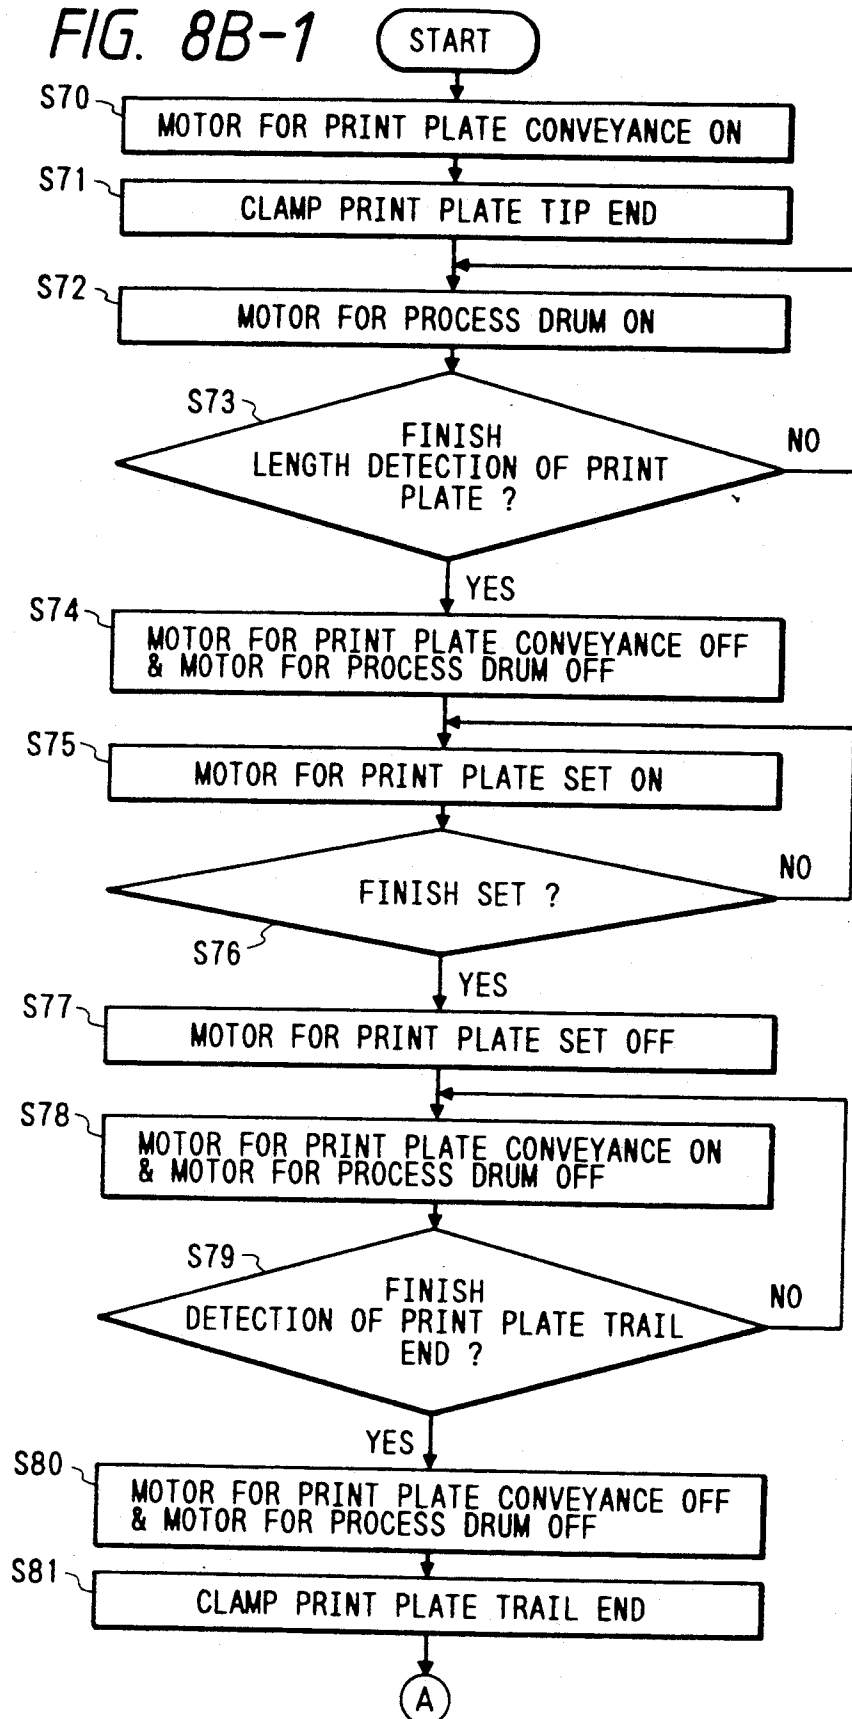 FIG. 8B-1
START
S70
MOTOR FOR PRINT PLATE CONVEYANCE ON
S71
CLAMP PRINT PLATE TIP END
S72
MOTOR FOR PROCESS DRUM ON
S73
FINISH
LENGTH DETECTION OF PRINT
PLATE ?
NO
YES
S74
MOTOR FOR PRINT PLATE CONVEYANCE OFF
& MOTOR FOR PROCESS DRUM OFF
S75
MOTOR FOR PRINT PLATE SET ON
FINISH SET ?
NO
S76
YES
S77
MOTOR FOR PRINT PLATE SET OFF
S78
MOTOR FOR PRINT PLATE CONVEYANCE ON
& MOTOR FOR PROCESS DRUM OFF
S79
FINISH
DETECTION OF PRINT PLATE TRAIL
END ?
NO
YES
S80
MOTOR FOR PRINT PLATE CONVEYANCE OFF
& MOTOR FOR PROCESS DRUM OFF
S81
CLAMP PRINT PLATE TRAIL END
A